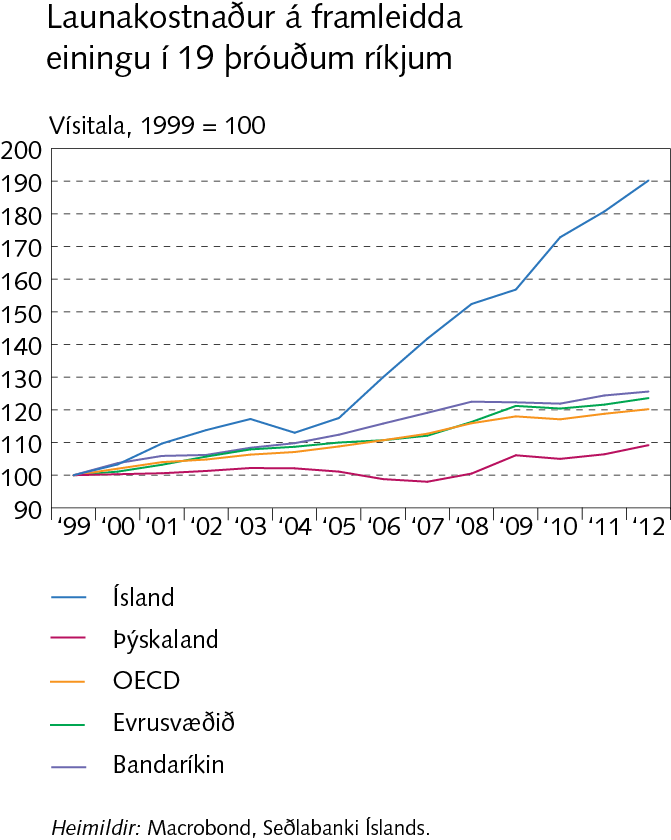 Launakostnaður á framleidda
einingu í 19 þróuðum ríkjum
Vísitala, 1999 = 100
200
190
180
170
160
150
140
130
120
110
100
90
‘99 ‘00 ‘01 ‘02 ‘03 ‘04 ‘05 ‘06 ‘07 ‘08 ‘09 ‘10 ‘11 ‘12
Ísland
Þýskaland
OECD
Evrusvæðið
Bandaríkin
Heimildir: Macrobond, Seðlabanki Íslands.